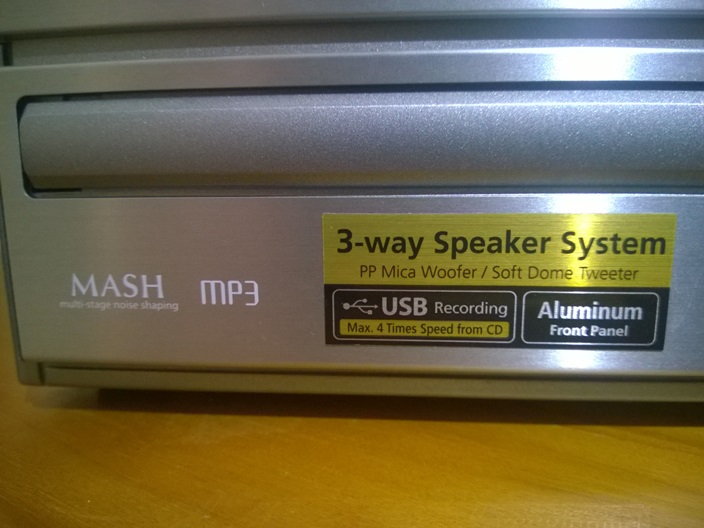 3-way Speaker System
PP Mica Woofer / Soft Dome Tweeter
MASH
multi-stage noise shaping
MP3
USB Recording
Max. 4 Times Speed from CD
Aluminum
Front Panel